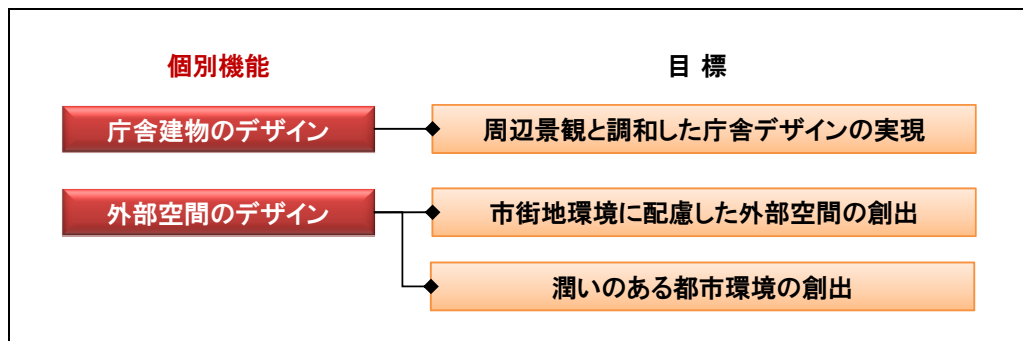 個別機能
目 標
庁舎建物のデザイン
周辺景観と調和した庁舎デザインの実現
外部空間のデザイン
市街地環境に配慮した外部空間の創出
潤いのある都市環境の創出